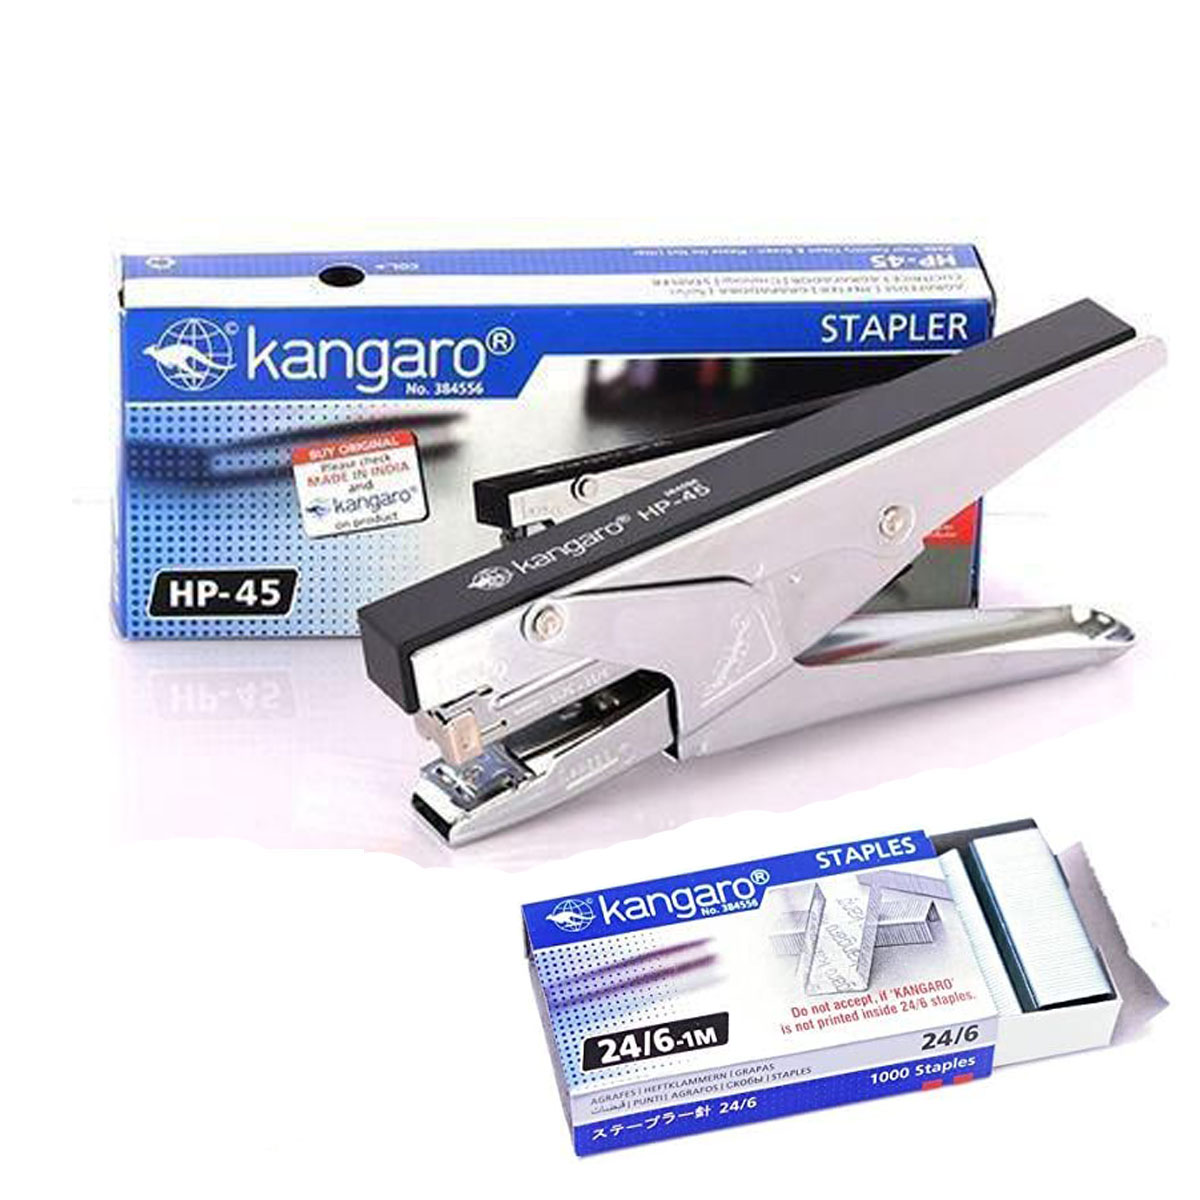 HP-45
COL.
kangaro®
No. 384556
STAPLER
BUY ORIGINAL
Please check
MADE IN INDIA
and
kangaro®
on product
HP-45
kangaro® HP-45
kangaro®
No. 384556
STAPLES
Do not accept, if 'KANGARO'
is not printed inside 24/6 staples.
24/6-1M
24/6
1000 Staples
AGRAFES | HEFTKLAMMERN | GRAPAS
| PUNTI | AGRAFOS | СКОБЫ | STAPLES
ステープラー針 24/6